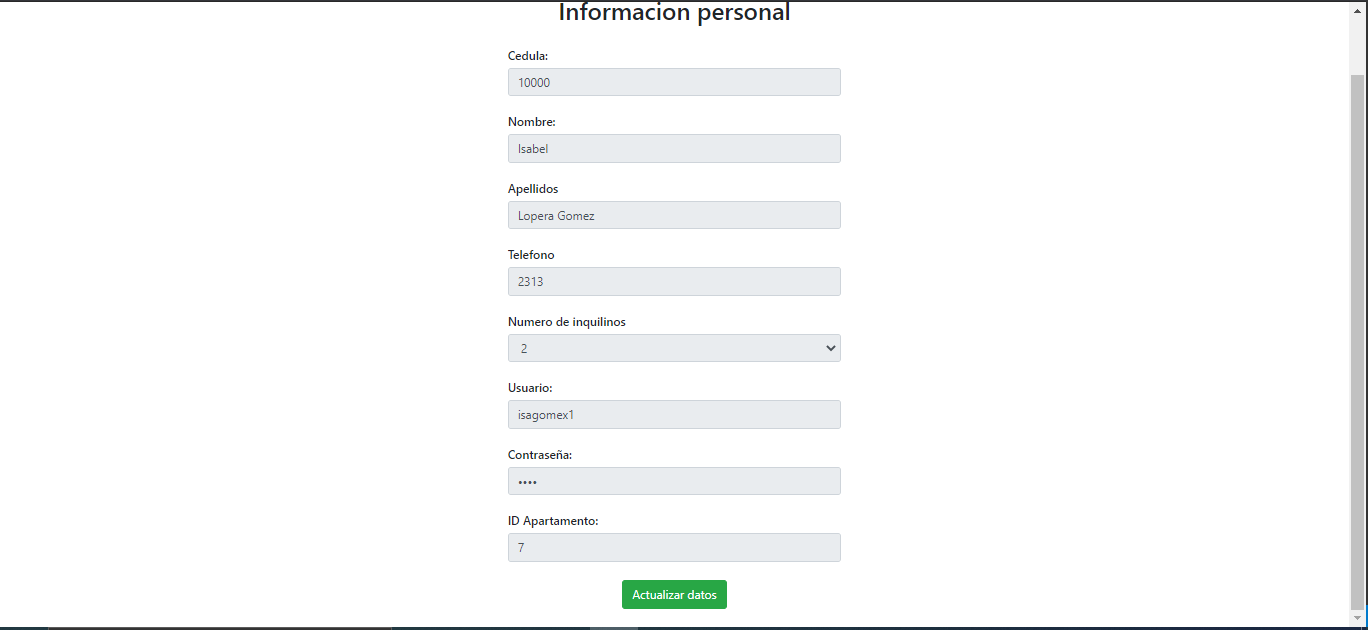 Informacion personal
Cedula:
10000
Nombre:
Isabel
Apellidos
Lopera Gomez
Telefono
2313
Numero de inquilinos
2
Usuario:
isagomex1
Contraseña:
••••
ID Apartamento:
7
Actualizar datos